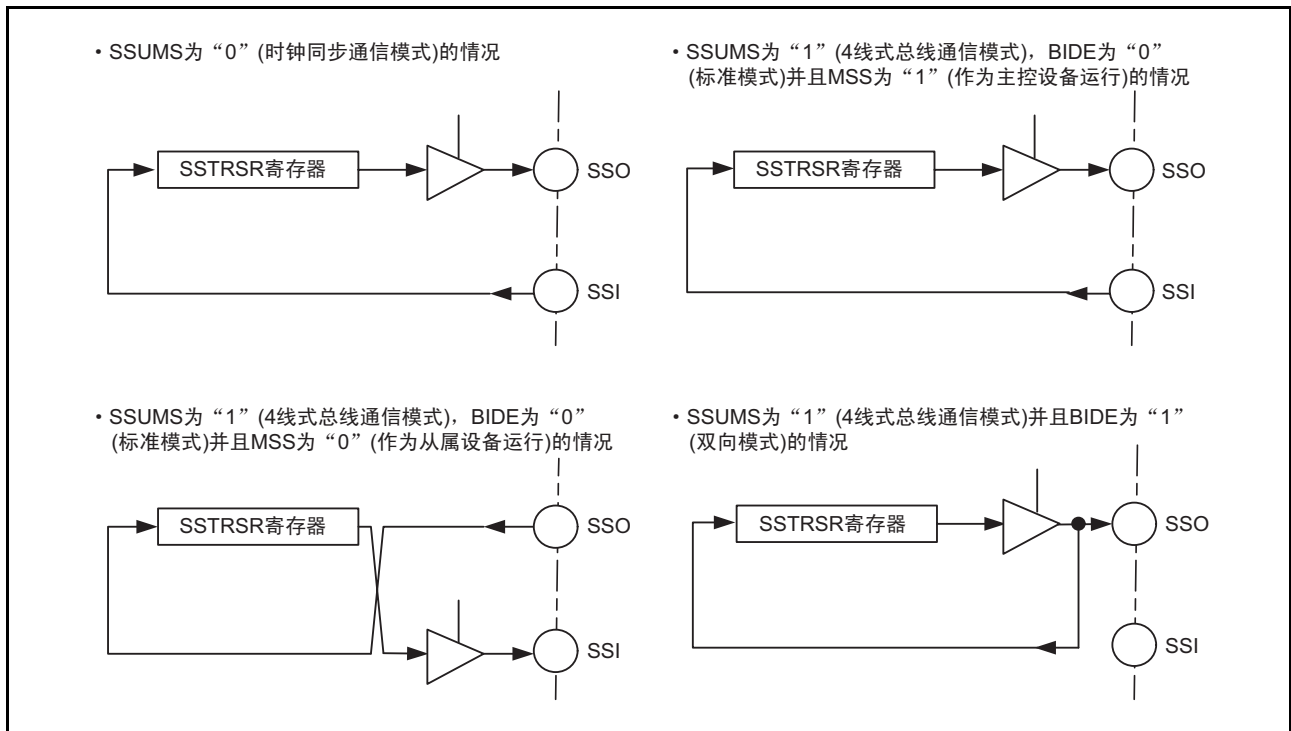 • SSUMS为“0”(时钟同步通信模式)的情况
SSTRSR寄存器
SSO
SSI
• SSUMS为“1”(4线式总线通信模式)，BIDE为“0”
(标准模式)并且MSS为“1”(作为主控设备运行)的情况
SSTRSR寄存器
SSO
SSI
• SSUMS为“1”(4线式总线通信模式)，BIDE为“0”
(标准模式)并且MSS为“0”(作为从属设备运行)的情况
SSTRSR寄存器
SSO
SSI
• SSUMS为“1”(4线式总线通信模式)并且BIDE为“1”
(双向模式)的情况
SSTRSR寄存器
SSO
SSI